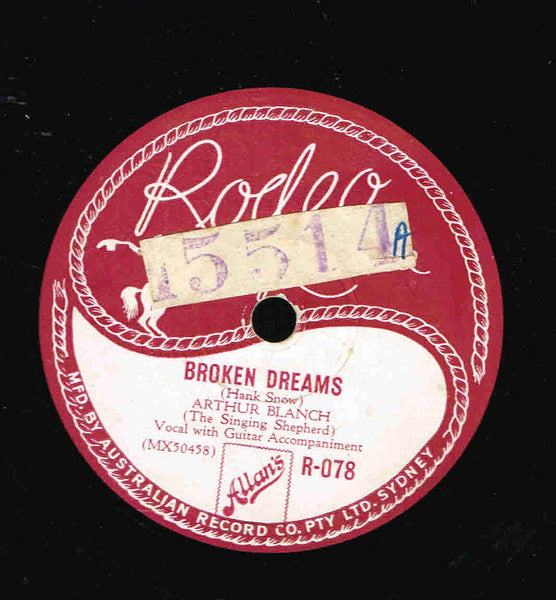 Rodeo
15514 A
BROKEN DREAMS
(Hank Snow)
ARTHUR BLANCH
(The Singing Shepherd)
Vocal with Guitar Accompaniment
(MX50458)
Allan's
R-078
MFD. BY AUSTRALIAN RECORD CO. PTY LTD. SYDNEY